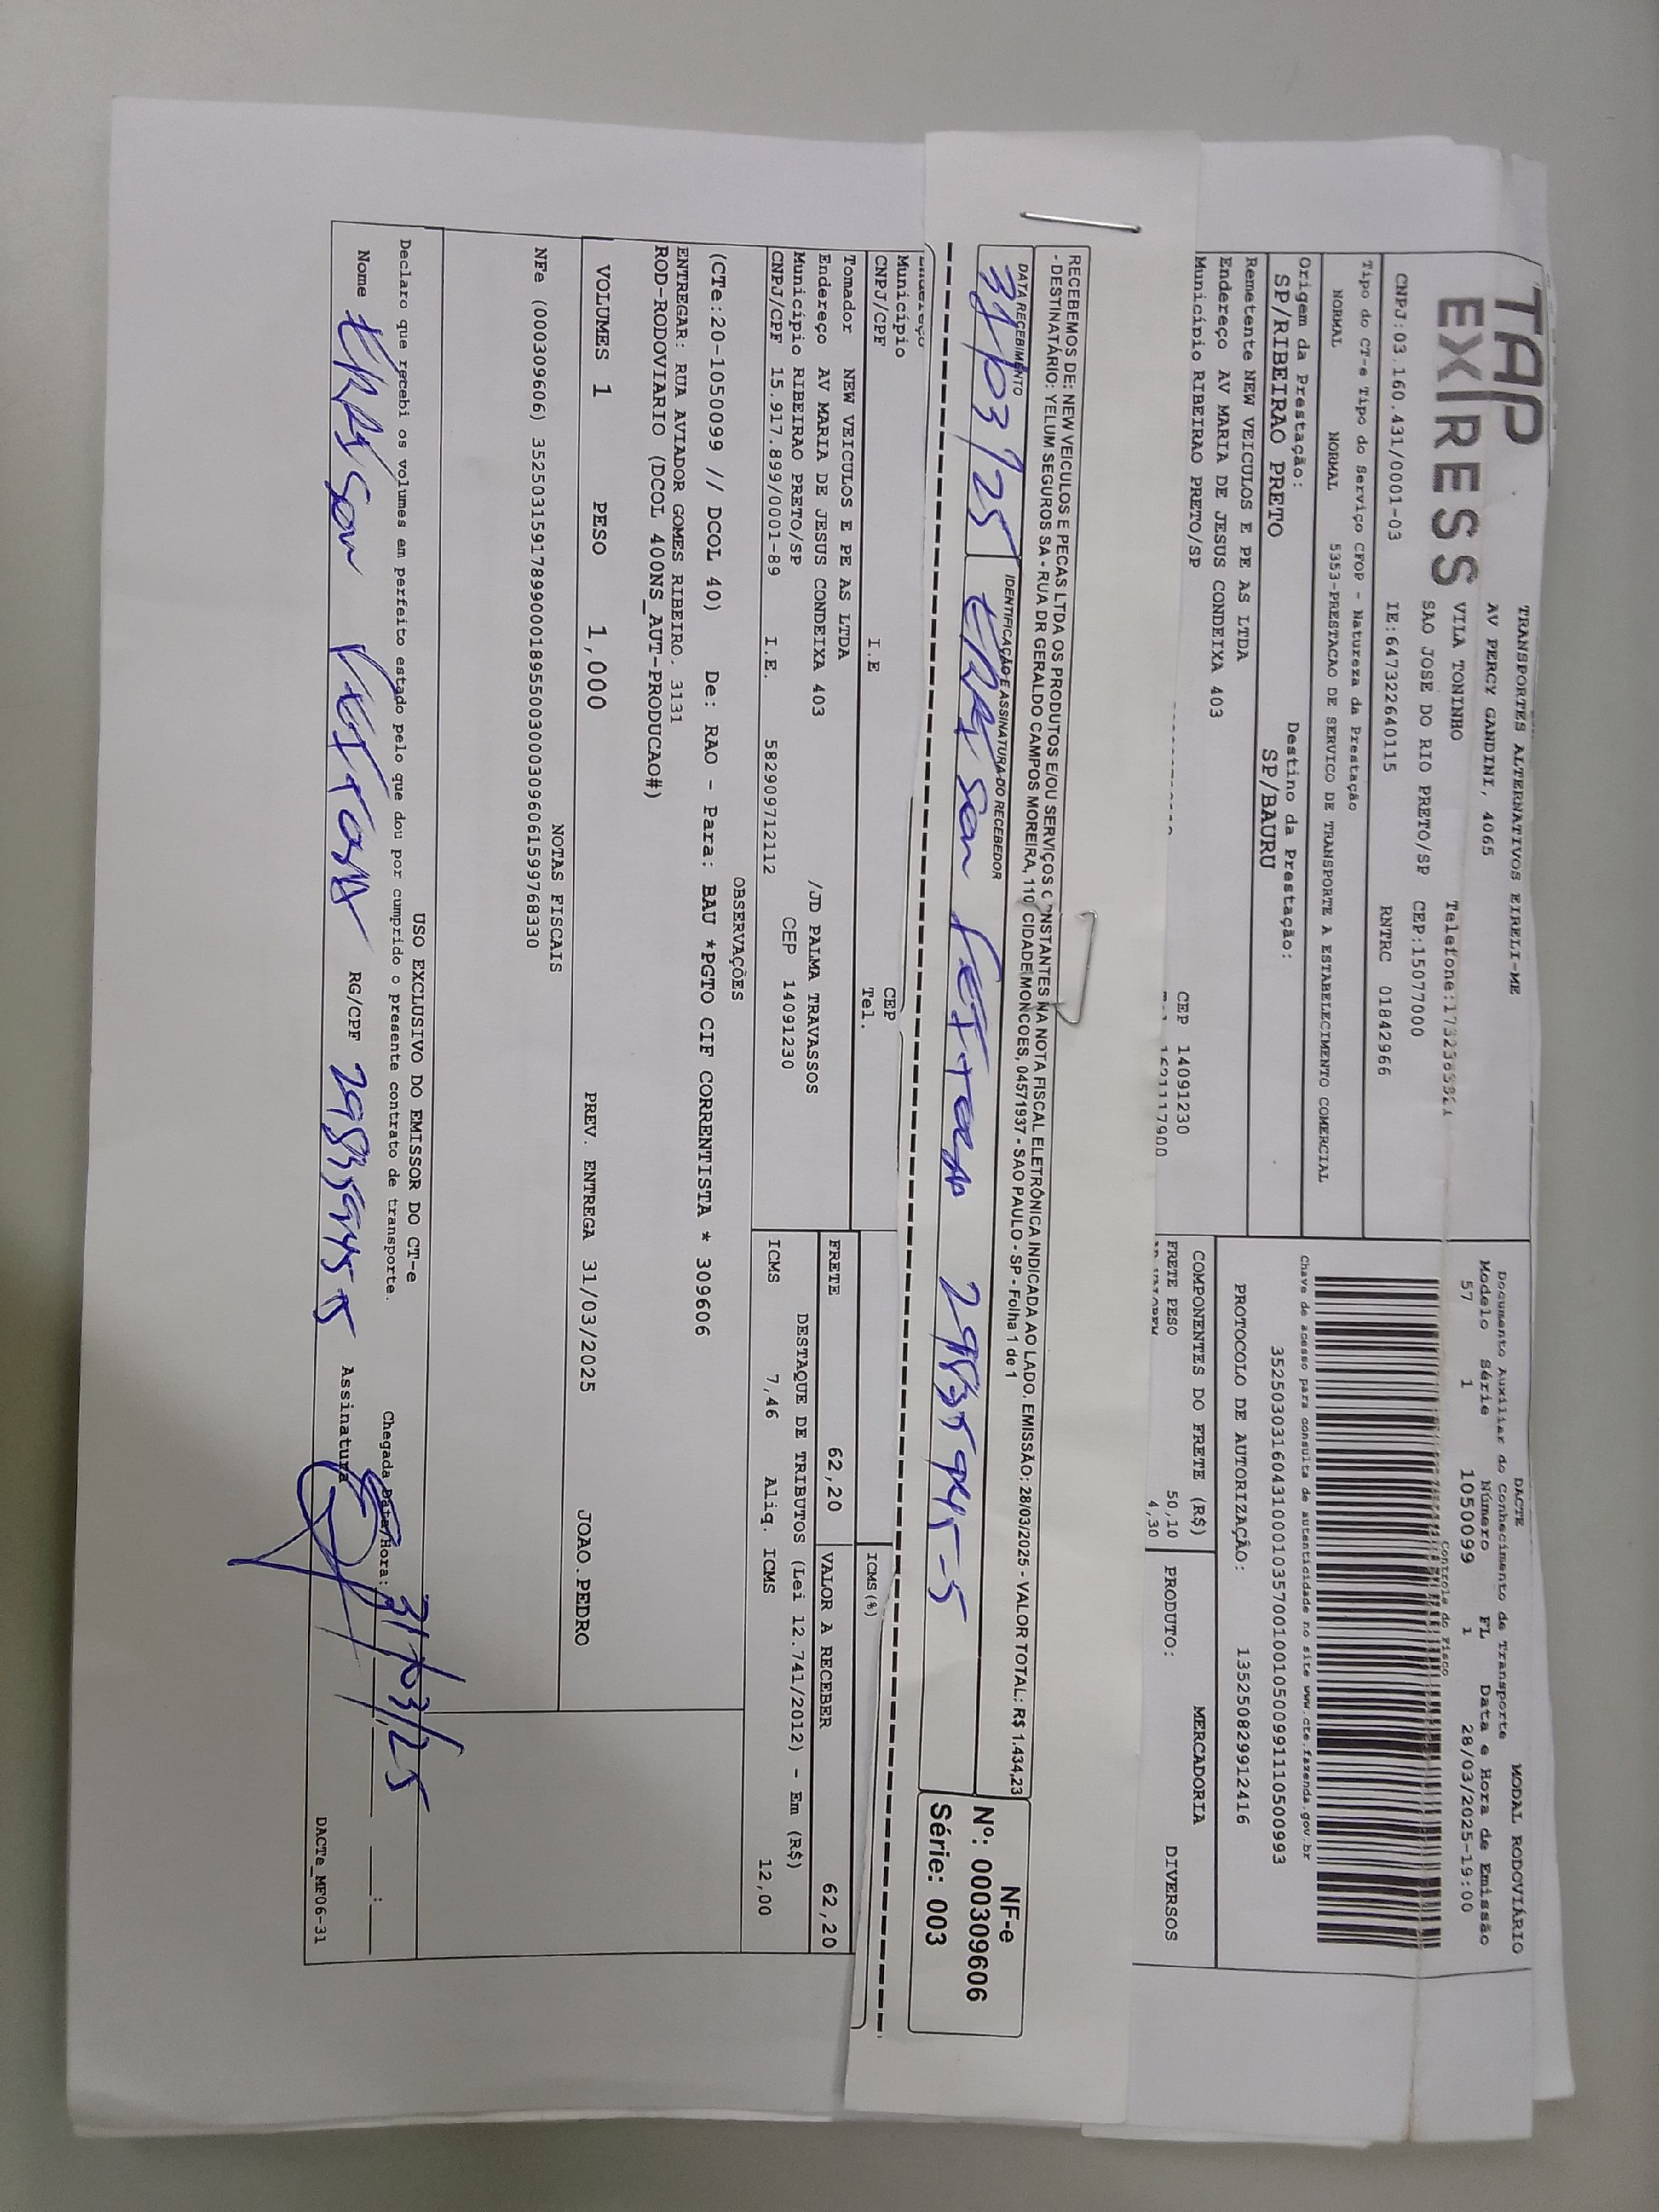 TAP EXPRESS
TRANSPORTES ALTERNATIVOS EIRELI-ME
AV PERCY GANDINI, 4065
VILA TONINHO
SAO JOSE DO RIO PRETO/SP CEP:15077000
CNPJ:03.160.431/0001-03 IE:647322640115 RNTRC 01842966
DACTE MODAL RODOVIÁRIO
Documento Auxiliar do Conhecimento de Transporte
Modelo Série Número FL Data e Hora de Emissão
57 1 1050099 1 28/03/2025-19:00
Controle do Fisco
Tipo do CT-e Tipo do Serviço CFOP - Natureza da Prestação
NORMAL NORMAL 5353-PRESTACAO DE SERVICO DE TRANSPORTE A ESTABELECIMENTO COMERCIAL
Chave de acesso para consulta de autenticidade no site www.cte.fazenda.gov.br
Origem da Prestação: Destino da Prestação:
SP/RIBEIRAO PRETO SP/BAURU
35250303160431000103570010010500991110500993
PROTOCOLO DE AUTORIZAÇÃO: 135250829912416
Remetente NEW VEICULOS E PE AS LTDA
Endereço AV MARIA DE JESUS CONDEIXA 403
Município RIBEIRAO PRETO/SP CEP 14091230
COMPONENTES DO FRETE (R$) MERCADORIA
FRETE PESO 50,10 PRODUTO: DIVERSOS
4,30
RECEBEMOS DE: NEW VEICULOS E PECAS LTDA OS PRODUTOS E/OU SERVIÇOS CONSTANTES NA NOTA FISCAL ELETRÔNICA INDICADA AO LADO. EMISSÃO: 28/03/2025 - VALOR TOTAL: R$ 1.434,23
- DESTINATÁRIO: YELUM SEGUROS SA - RUA DR GERALDO CAMPOS MOREIRA, 110 CIDADE MONCOES, 04571937 - SAO PAULO - SP - Folha 1 de 1
NF-e
Nº: 000309606
Série: 003
DATA RECEBIMENTO IDENTIFICAÇÃO E ASSINATURA DO RECEBEDOR
31/03/25
Município CEP
CNPJ/CPF I.E Tel.
ICMS(%)
Tomador NEW VEICULOS E PE AS LTDA
Endereço AV MARIA DE JESUS CONDEIXA 403 /JD PALMA TRAVASSOS
Município RIBEIRAO PRETO/SP CEP 14091230
CNPJ/CPF 15.917.899/0001-89 I.E. 582909712112
FRETE 62,20 VALOR A RECEBER 62,20
DESTAQUE DE TRIBUTOS (Lei 12.741/2012) - Em (R$)
ICMS 7,46 Aliq. ICMS 12,00
OBSERVAÇÕES
(CTe:20-1050099 // DCOL 40) De: RAO - Para: BAU *PGTO CIF CORRENTISTA * 309606
ENTREGAR: RUA AVIADOR GOMES RIBEIRO, 3131
ROD-RODOVIARIO (DCOL 400NS_AUT-PRODUCAO#)
VOLUMES 1 PESO 1,000 PREV. ENTREGA 31/03/2025 JOAO.PEDRO
NOTAS FISCAIS
NFe (000309606) 35250315917899000189550030003096061599768330
USO EXCLUSIVO DO EMISSOR DO CT-e
Declaro que recebi os volumes em perfeito estado pelo que dou por cumprido o presente contrato de transporte.
Chegada Data/Hora: 31/03/25
Nome RG/CPF Assinatura
DACTe_MF06-31